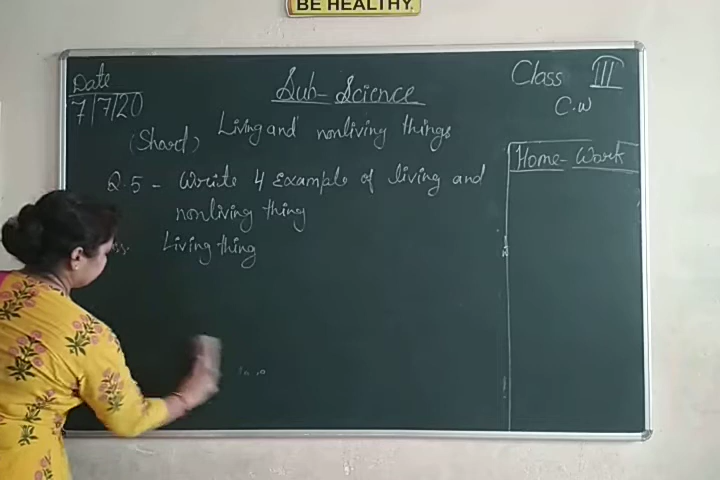 BE HEALTHY.
Date
7/7/20
Sub- Science
Class III
C.W
(Short) Living and nonliving things
Home-Work
Q.5 - Write 4 Example of living and
nonliving thing
Living thing